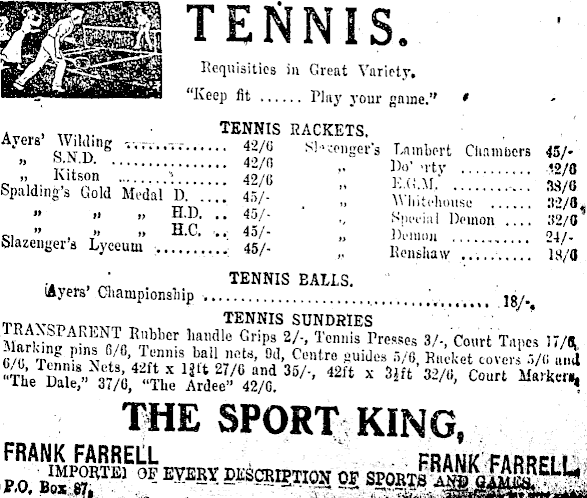 TENNIS.
Requisities in Great Variety.
"Keep fit ...... Play your game."
TENNIS RACKETS.
Ayers' Wilding .............. 42/6
„ S.N.D. ................ 42/6
„ Kitson ............... 42/6
Spalding's Gold Medal D. .... 45/-
„ „ „ H.D. .. 45/-
„ „ „ H.C. .. 45/-
Slazenger's Lyceum .......... 45/-
Slazenger's Lambert Chambers 45/-
„ 42/6
„ E.G.M. ........... 38/6
„ Whitehouse ...... 32/6,
„ Special Demon .... 32/6
„ Demon ........... 24/-
„ Renshaw .......... 18/6
TENNIS BALLS.
Ayers' Championship ........................................ 18/-,
TENNIS SUNDRIES
TRANSPARENT Rubber handle Grips 2/-, Tennis Presses 3/-, Court Tapes 17/6,
Marking pins 6/6, Tennis ball nets, 9d, Centre guides 5/6, Racket covers 5/6 and
6/6, Tennis Nets, 42ft x 27/6 and 35/-, 42ft x 3½ft 32/6, Court Markers,
"The Dale," 37/6, "The Ardee" 42/6.
THE SPORT KING,
FRANK FARRELL FRANK FARRELL,
IMPORTER OF EVERY DESCRIPTION OF SPORTS AND GAMES.
P.O. Box 87,